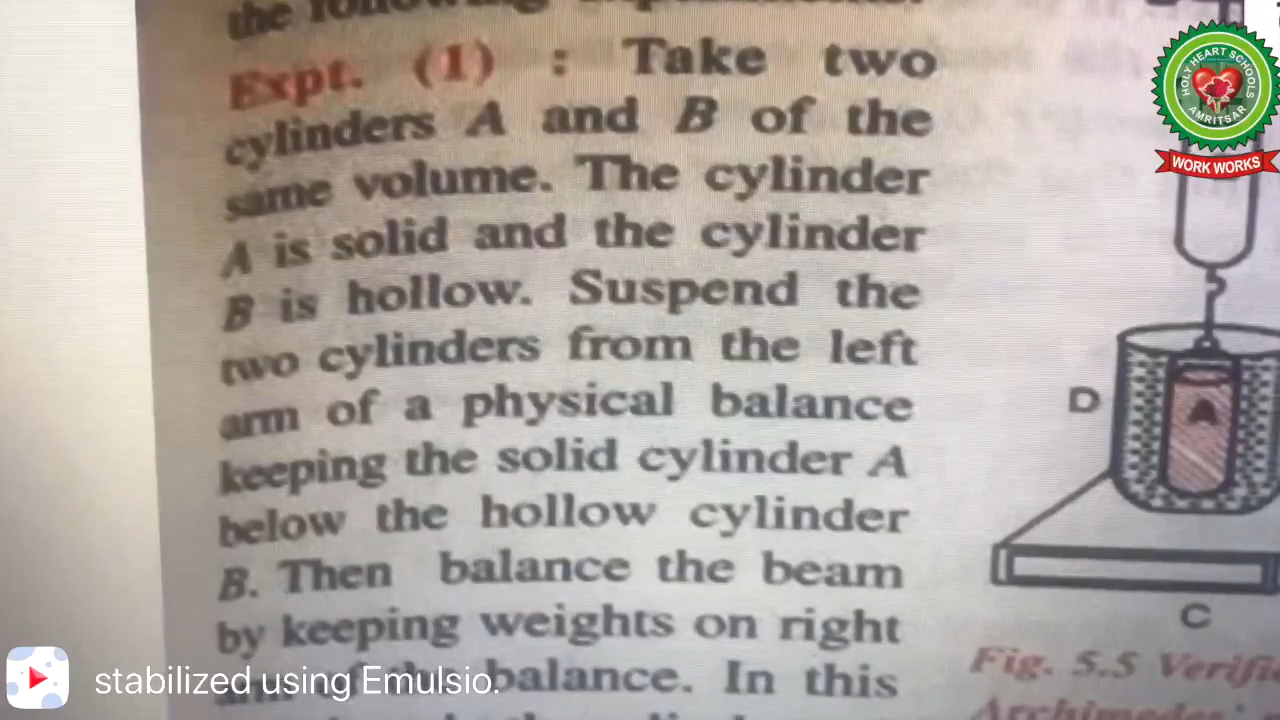 the following
Expt. (1) : Take two
cylinders A and B of the
same volume. The cylinder
A is solid and the cylinder
B is hollow. Suspend the
two cylinders from the left
arm of a physical balance
keeping the solid cylinder A
below the hollow cylinder
B. Then balance the beam
by keeping weights on right
balance. In this
D
A
C
Fig. 5.5
Archimedes'
HOLY HEART SCHOOLS
AMRITSAR
WORK WORKS
stabilized using Emulsio.